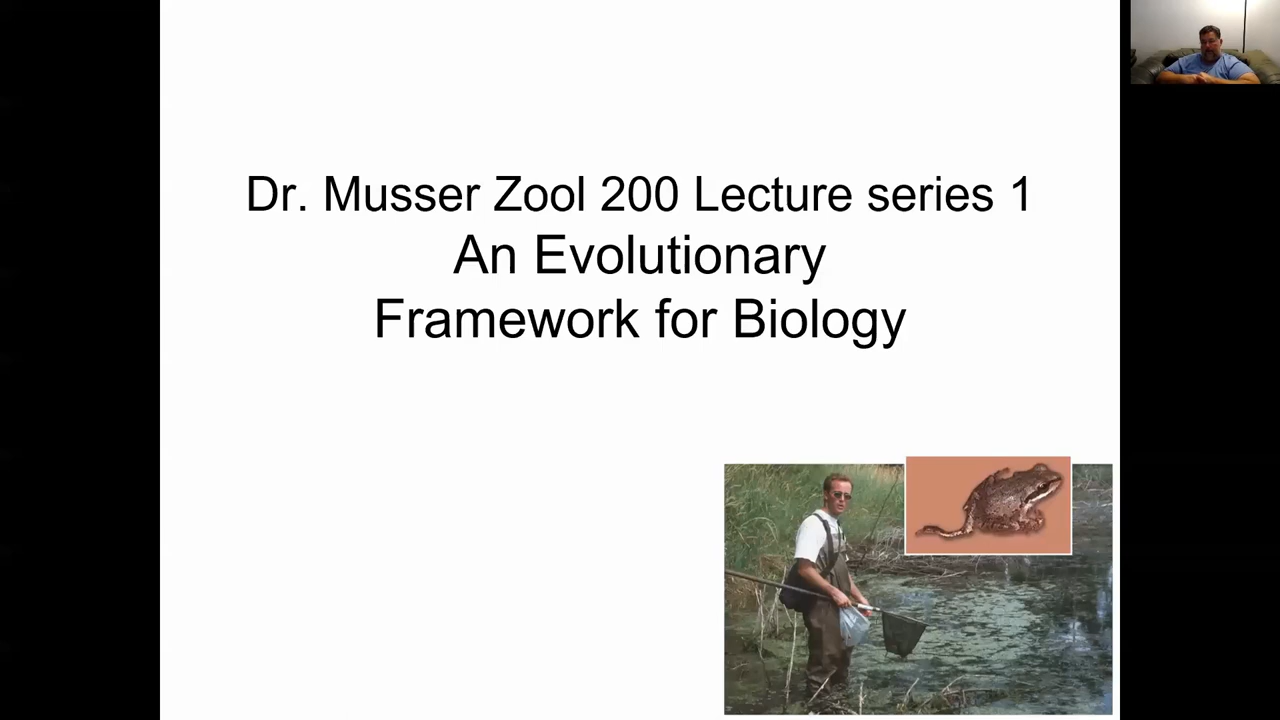 Dr. Musser Zool 200 Lecture series 1
An Evolutionary
Framework for Biology